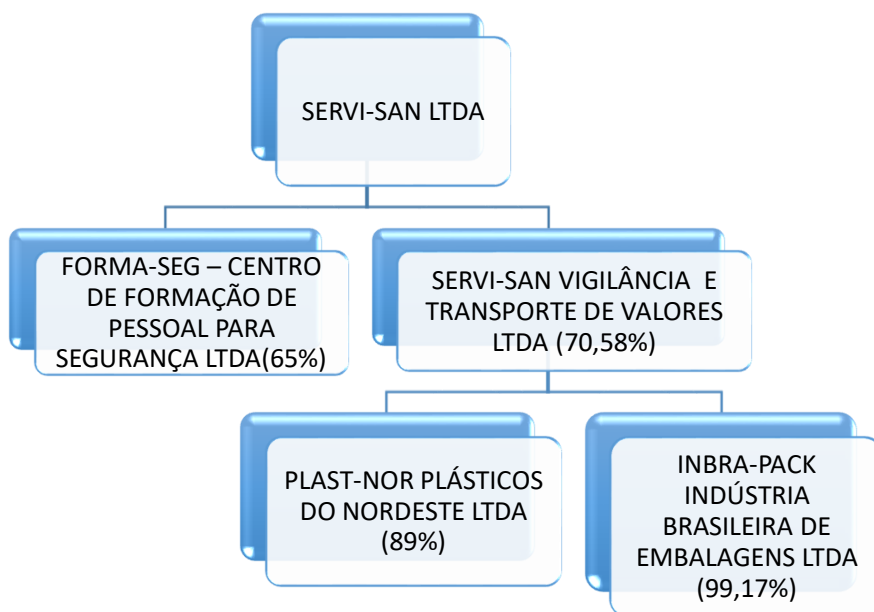 SERVI-SAN LTDA
FORMA-SEG – CENTRO
DE FORMAÇÃO DE
PESSOAL PARA
SEGURANÇA LTDA(65%)
SERVI-SAN VIGILÂNCIA E
TRANSPORTE DE VALORES
LTDA (70,58%)
PLAST-NOR PLÁSTICOS
DO NORDESTE LTDA
(89%)
INBRA-PACK
INDÚSTRIA
BRASILEIRA DE
EMBALAGENS LTDA
(99,17%)